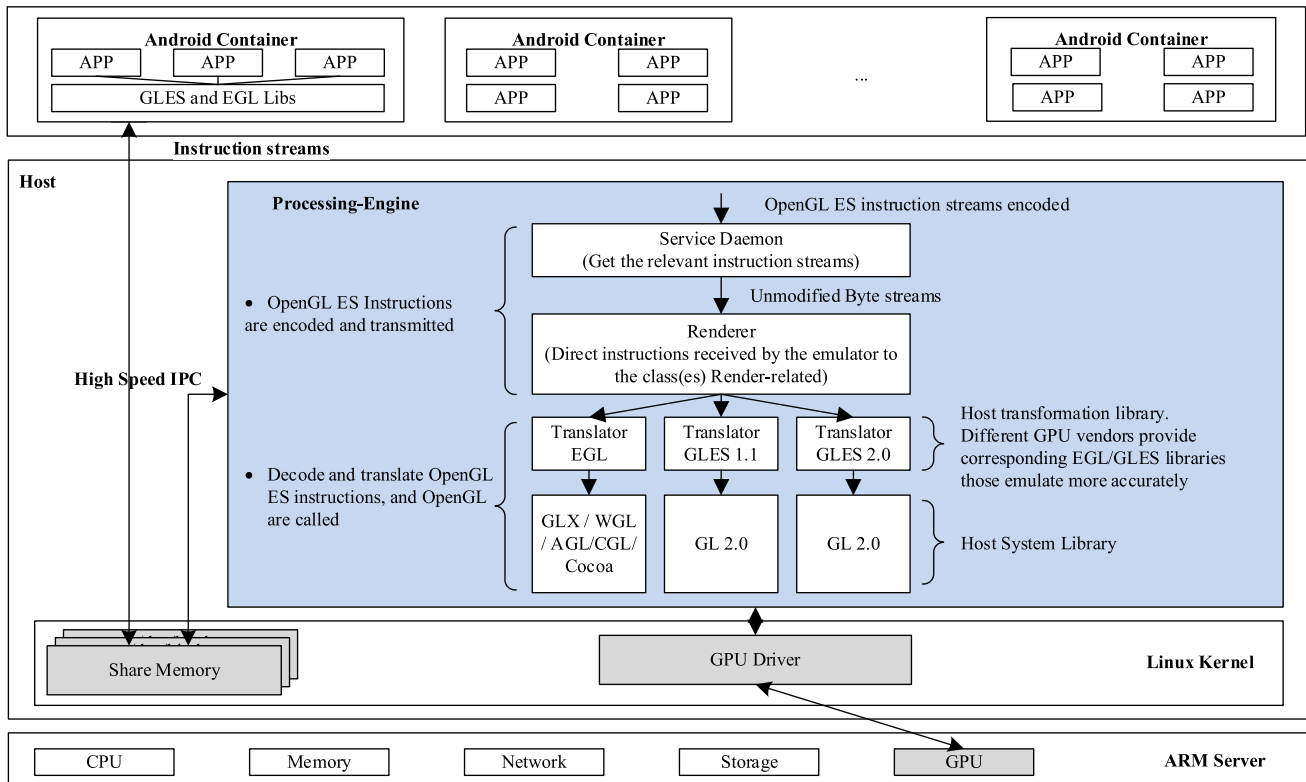 Android Container
APP APP APP
GLES and EGL Libs
Android Container
APP APP
APP APP
...
Android Container
APP APP
APP APP
Instruction streams
Host
Processing-Engine
OpenGL ES instruction streams encoded
Service Daemon
(Get the relevant instruction streams)
Unmodified Byte streams
• OpenGL ES Instructions
are encoded and transmitted
Renderer
(Direct instructions received by the emulator to
the class(es) Render-related)
High Speed IPC
Translator
EGL
Translator
GLES 1.1
Translator
GLES 2.0
Host transformation library.
Different GPU vendors provide
corresponding EGL/GLES libraries
those emulate more accurately
• Decode and translate OpenGL
ES instructions, and OpenGL
are called
GLX / WGL
/ AGL/CGL/
Cocoa
GL 2.0
GL 2.0
Host System Library
Share Memory
GPU Driver
Linux Kernel
CPU
Memory
Network
Storage
GPU
ARM Server